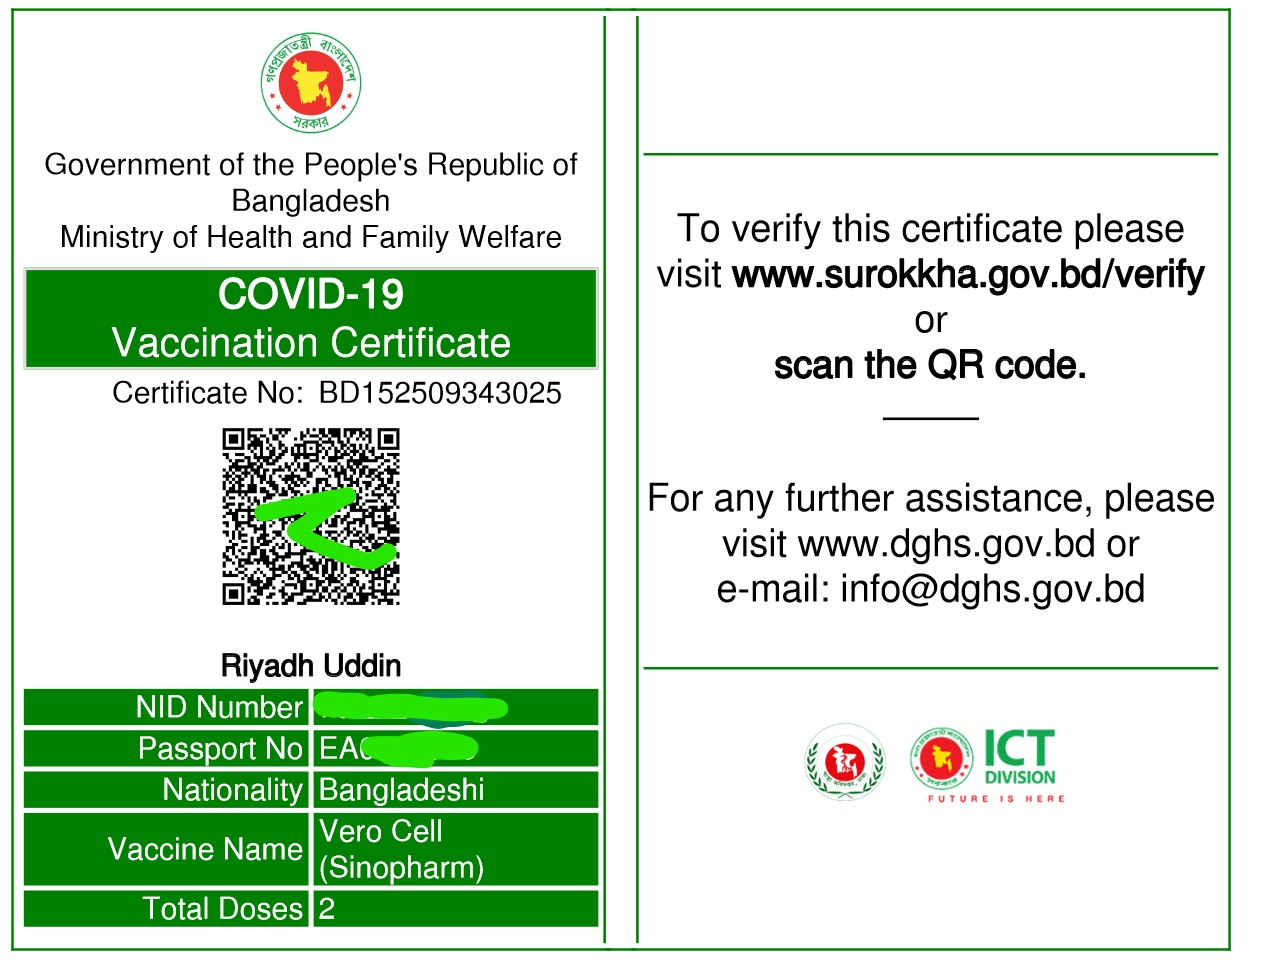 গণপ্রজাতন্ত্রী বাংলাদেশ
সরকার
Government of the People's Republic of
Bangladesh
Ministry of Health and Family Welfare
COVID-19
Vaccination Certificate
Certificate No: BD152509343025
Riyadh Uddin
NID Number
Passport No EA
Nationality Bangladeshi
Vaccine Name Vero Cell
(Sinopharm)
Total Doses 2
To verify this certificate please
visit www.surokkha.gov.bd/verify
or
scan the QR code.
For any further assistance, please
visit www.dghs.gov.bd or
e-mail: info@dghs.gov.bd
ICT
DIVISION
FUTURE IS HERE